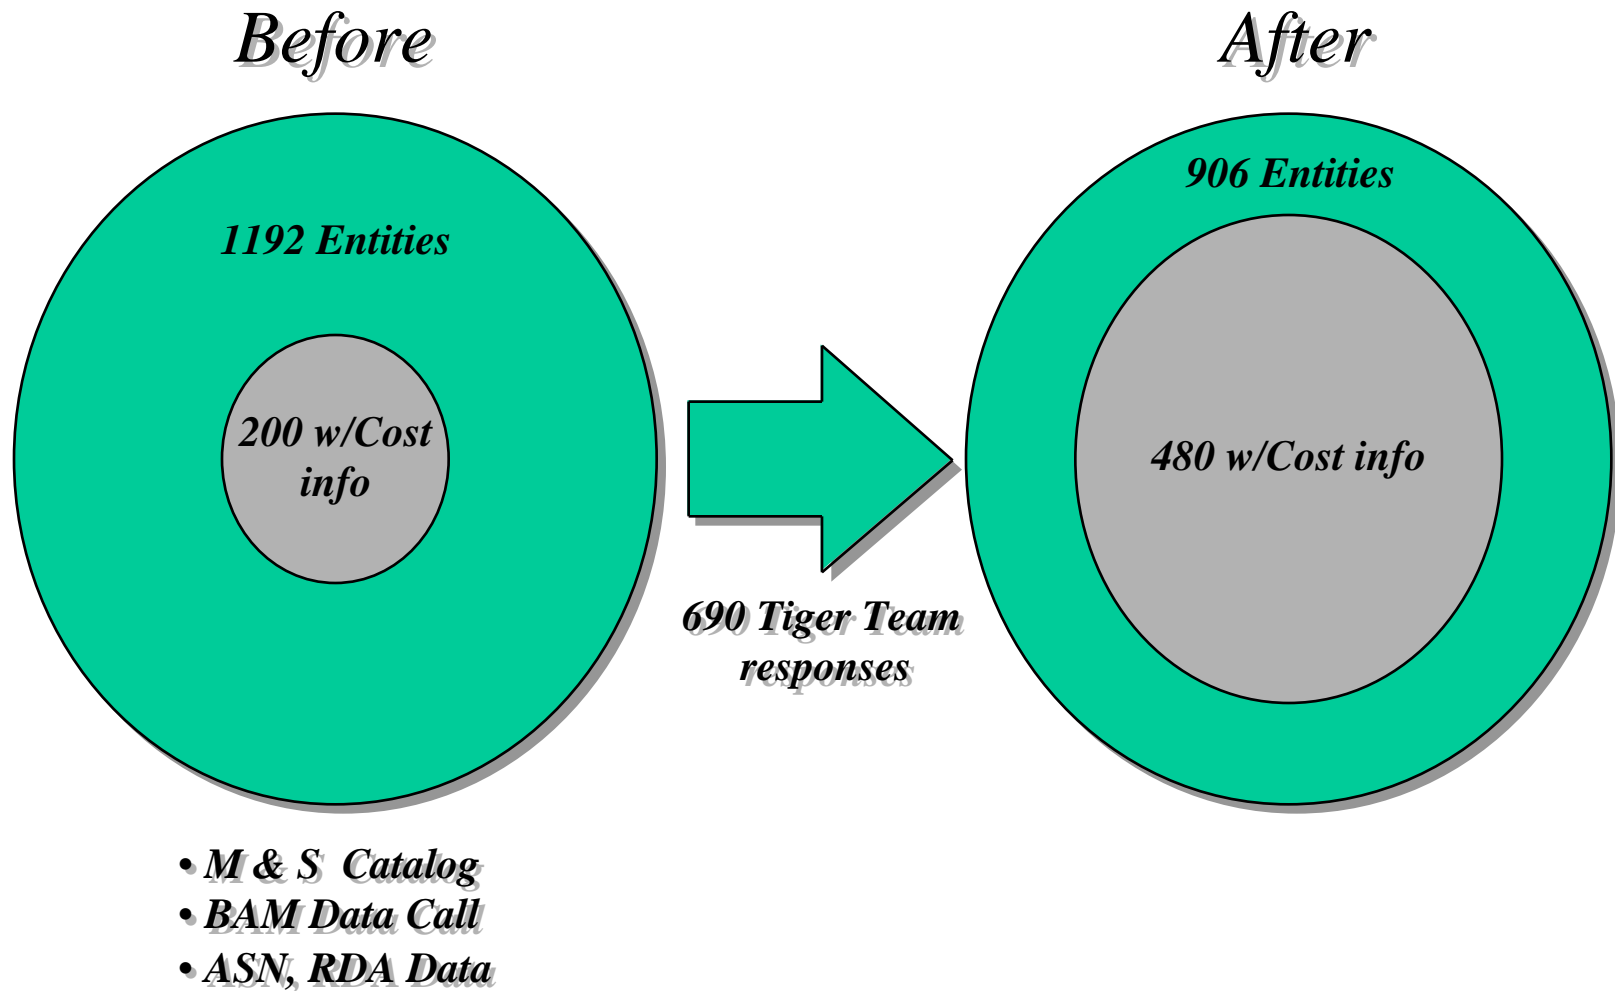 Before
After
1192 Entities
906 Entities
200 w/Cost
info
480 w/Cost info
690 Tiger Team
responses
• M & S Catalog
• BAM Data Call
• ASN, RDA Data